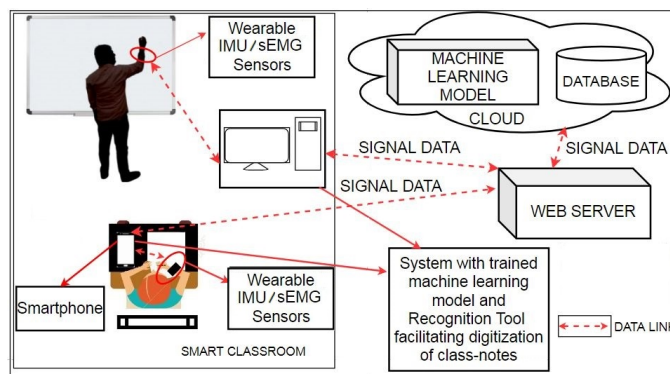 Wearable
IMU/sEMG
Sensors
MACHINE
LEARNING
MODEL
DATABASE
CLOUD
SIGNAL DATA
SIGNAL DATA
SIGNAL DATA
WEB SERVER
Smartphone
Wearable
IMU/sEMG
Sensors
SMART CLASSROOM
System with trained
machine learning
model and
Recognition Tool
facilitating digitization
of class-notes
DATA LINK